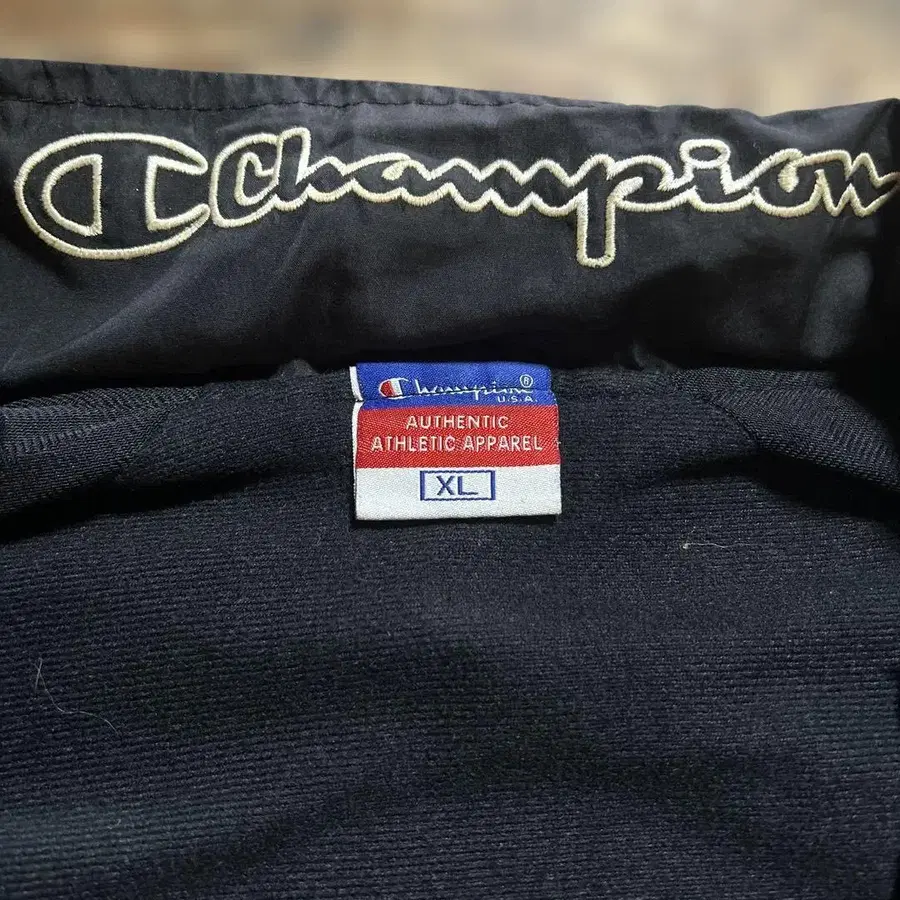 Champion
Champion®
U.S.A.
AUTHENTIC
ATHLETIC APPAREL
XL